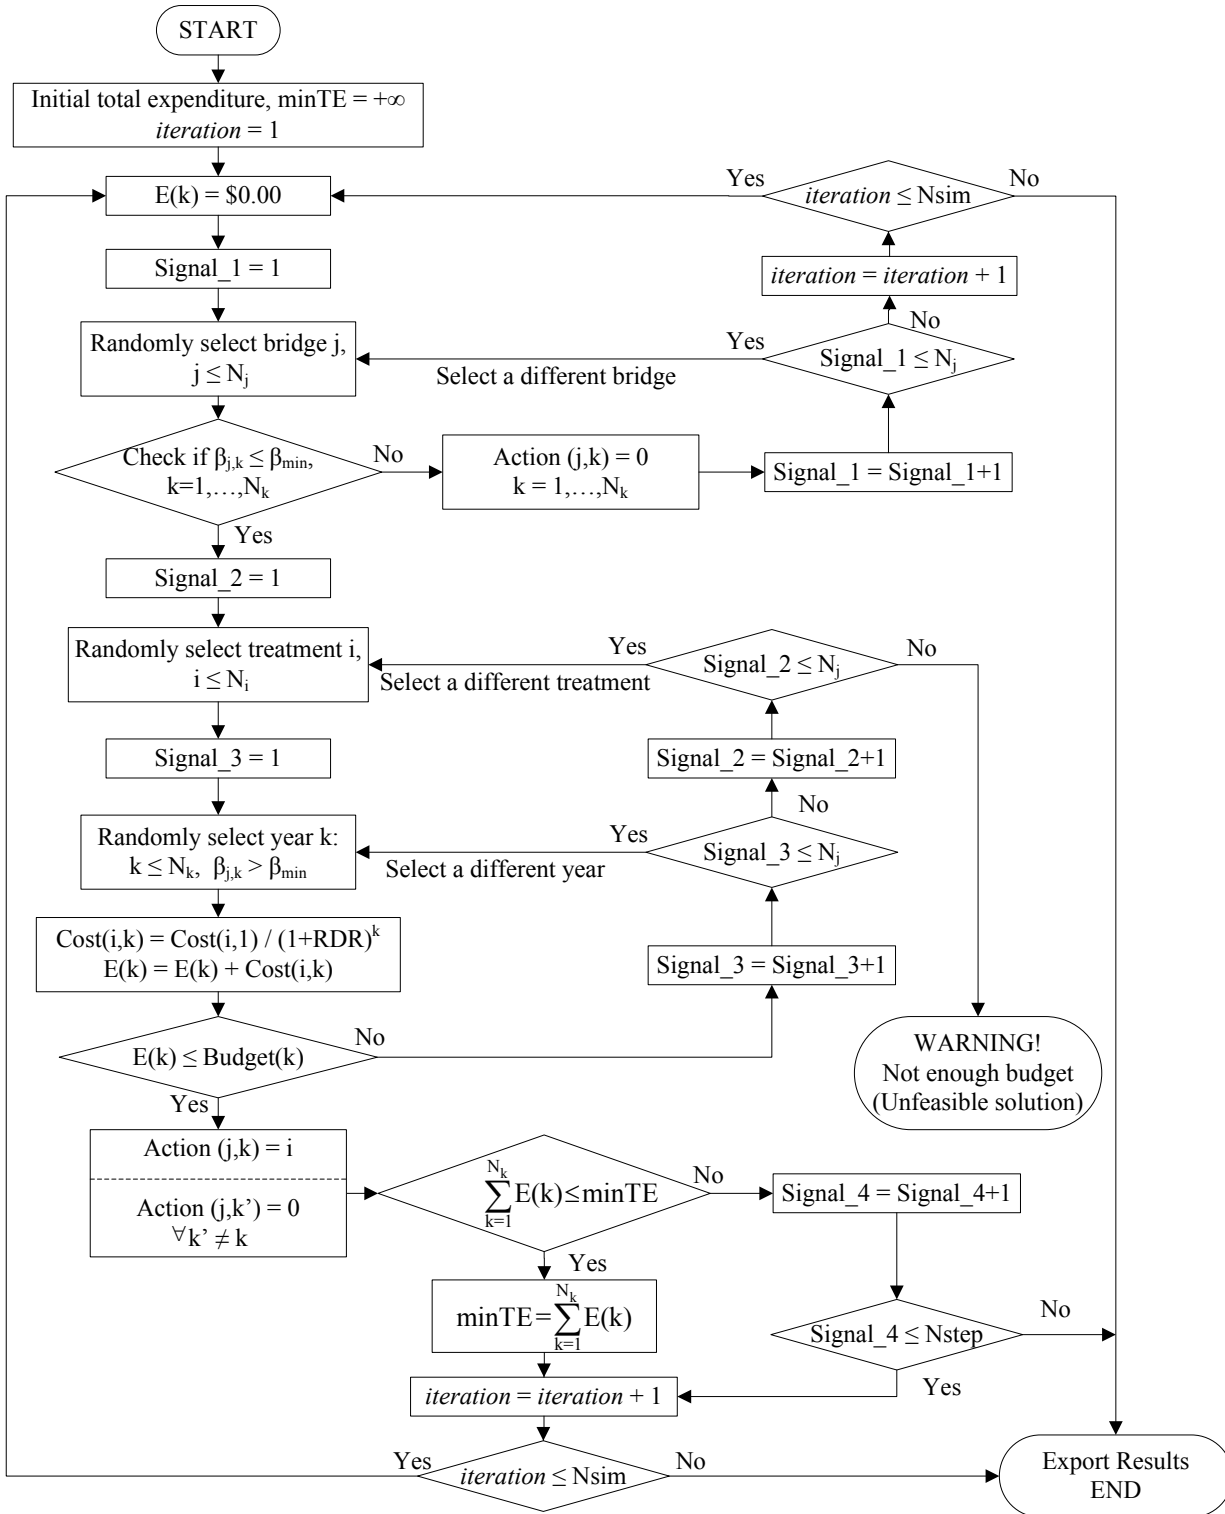 START
Initial total expenditure, minTE = +∞
iteration = 1
E(k) = $0.00
Yes
iteration ≤ Nsim
No
Signal_1 = 1
iteration = iteration + 1
Randomly select bridge j,
j ≤ Nj
Yes
No
Signal_1 ≤ Nj
Select a different bridge
Check if βj,k ≤ βmin,
k=1,…,Nk
No
Yes
Action (j,k) = 0
k = 1,…,Nk
Signal_1 = Signal_1+1
Signal_2 = 1
Randomly select treatment i,
i ≤ Ni
Yes
Signal_2 ≤ Nj
No
Select a different treatment
Signal_3 = 1
Signal_2 = Signal_2+1
Randomly select year k:
k ≤ Nk, βj,k > βmin
Yes
No
Signal_3 ≤ Nj
Select a different year
Cost(i,k) = Cost(i,1) / (1+RDR)^k
E(k) = E(k) + Cost(i,k)
Signal_3 = Signal_3+1
E(k) ≤ Budget(k)
No
Yes
WARNING!
Not enough budget
(Unfeasible solution)
Action (j,k) = i
Action (j,k’) = 0
∀k’ ≠ k
∑_{k=1}^{Nk} E(k) ≤ minTE
No
Yes
Signal_4 = Signal_4+1
minTE = ∑_{k=1}^{Nk} E(k)
Signal_4 ≤ Nstep
No
Yes
iteration = iteration + 1
Yes
iteration ≤ Nsim
No
Export Results
END